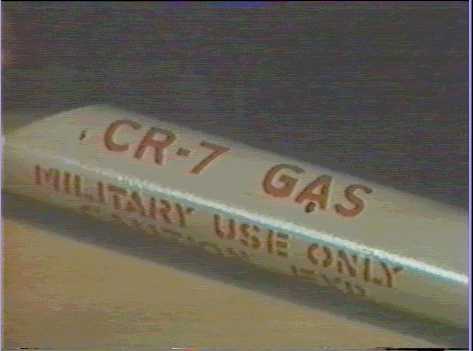 CR-7 GAS
MILITARY USE ONLY